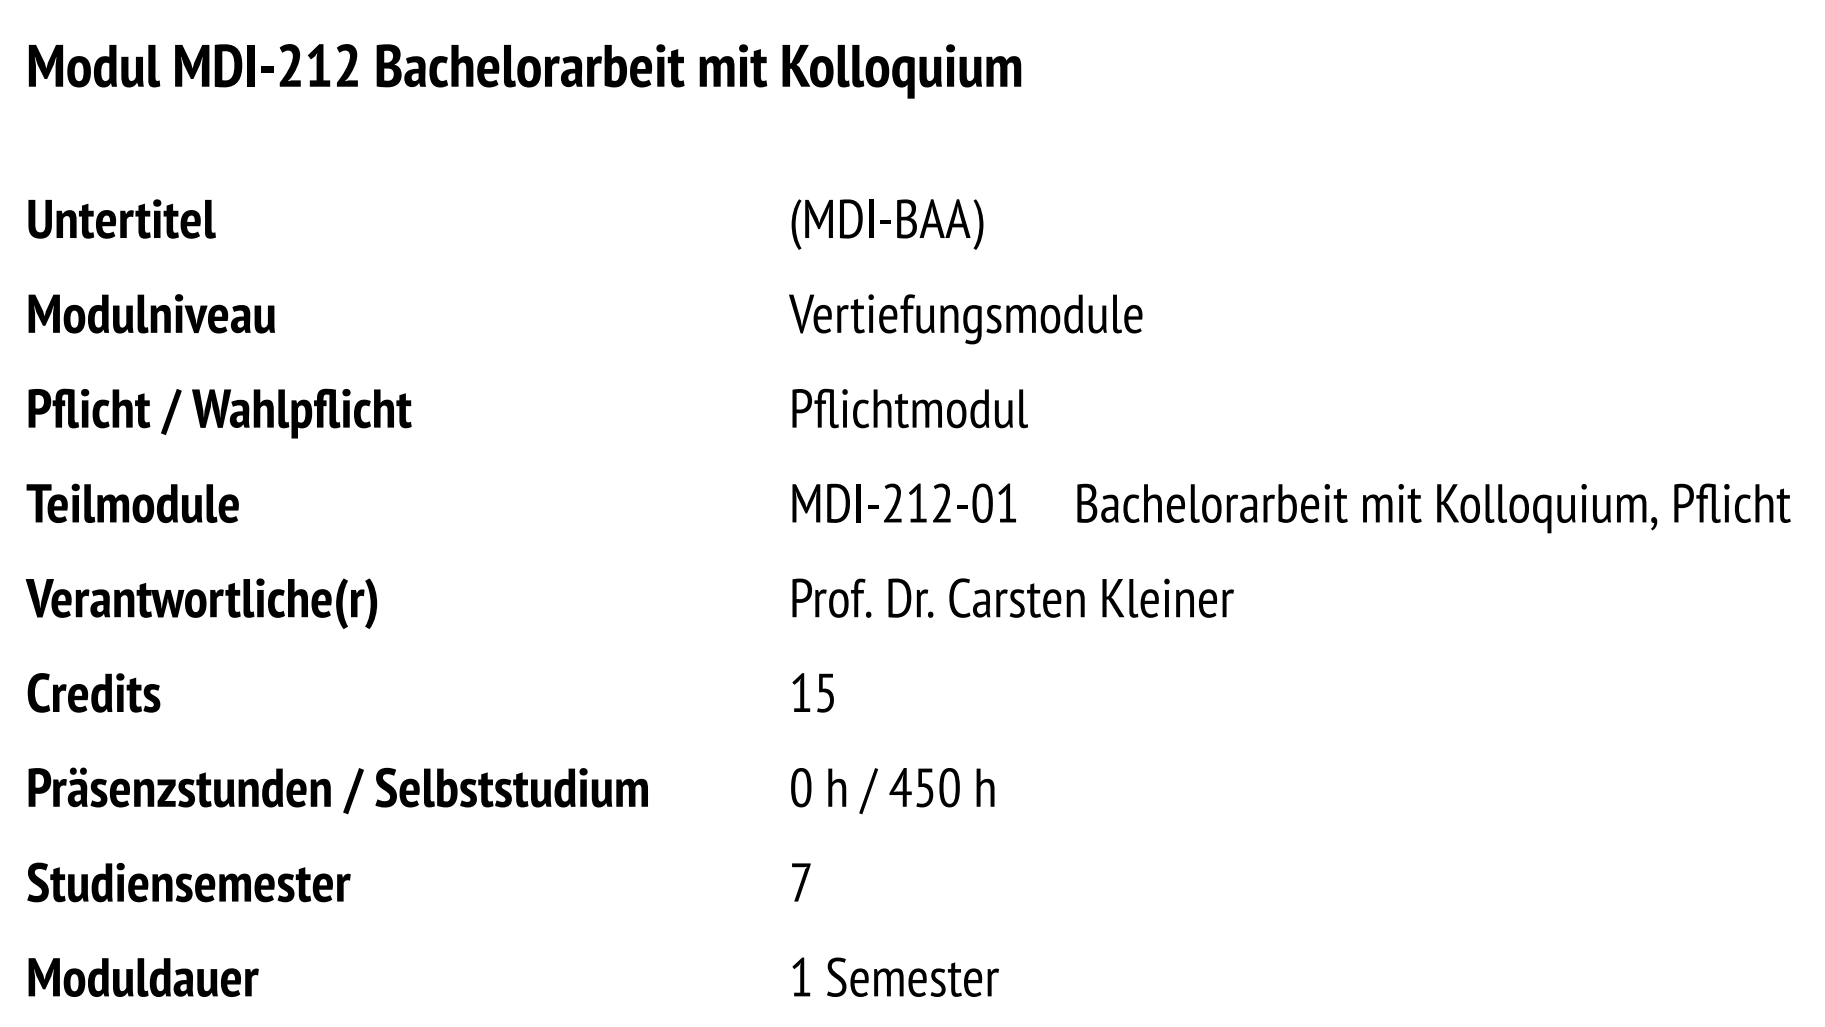 Modul MDI-212 Bachelorarbeit mit Kolloquium
Untertitel (MDI-BAA)
Modulniveau Vertiefungsmodule
Pflicht / Wahlpflicht Pflichtmodul
Teilmodule MDI-212-01 Bachelorarbeit mit Kolloquium, Pflicht
Verantwortliche(r) Prof. Dr. Carsten Kleiner
Credits 15
Präsenzstunden / Selbststudium 0 h / 450 h
Studiensemester 7
Moduldauer 1 Semester